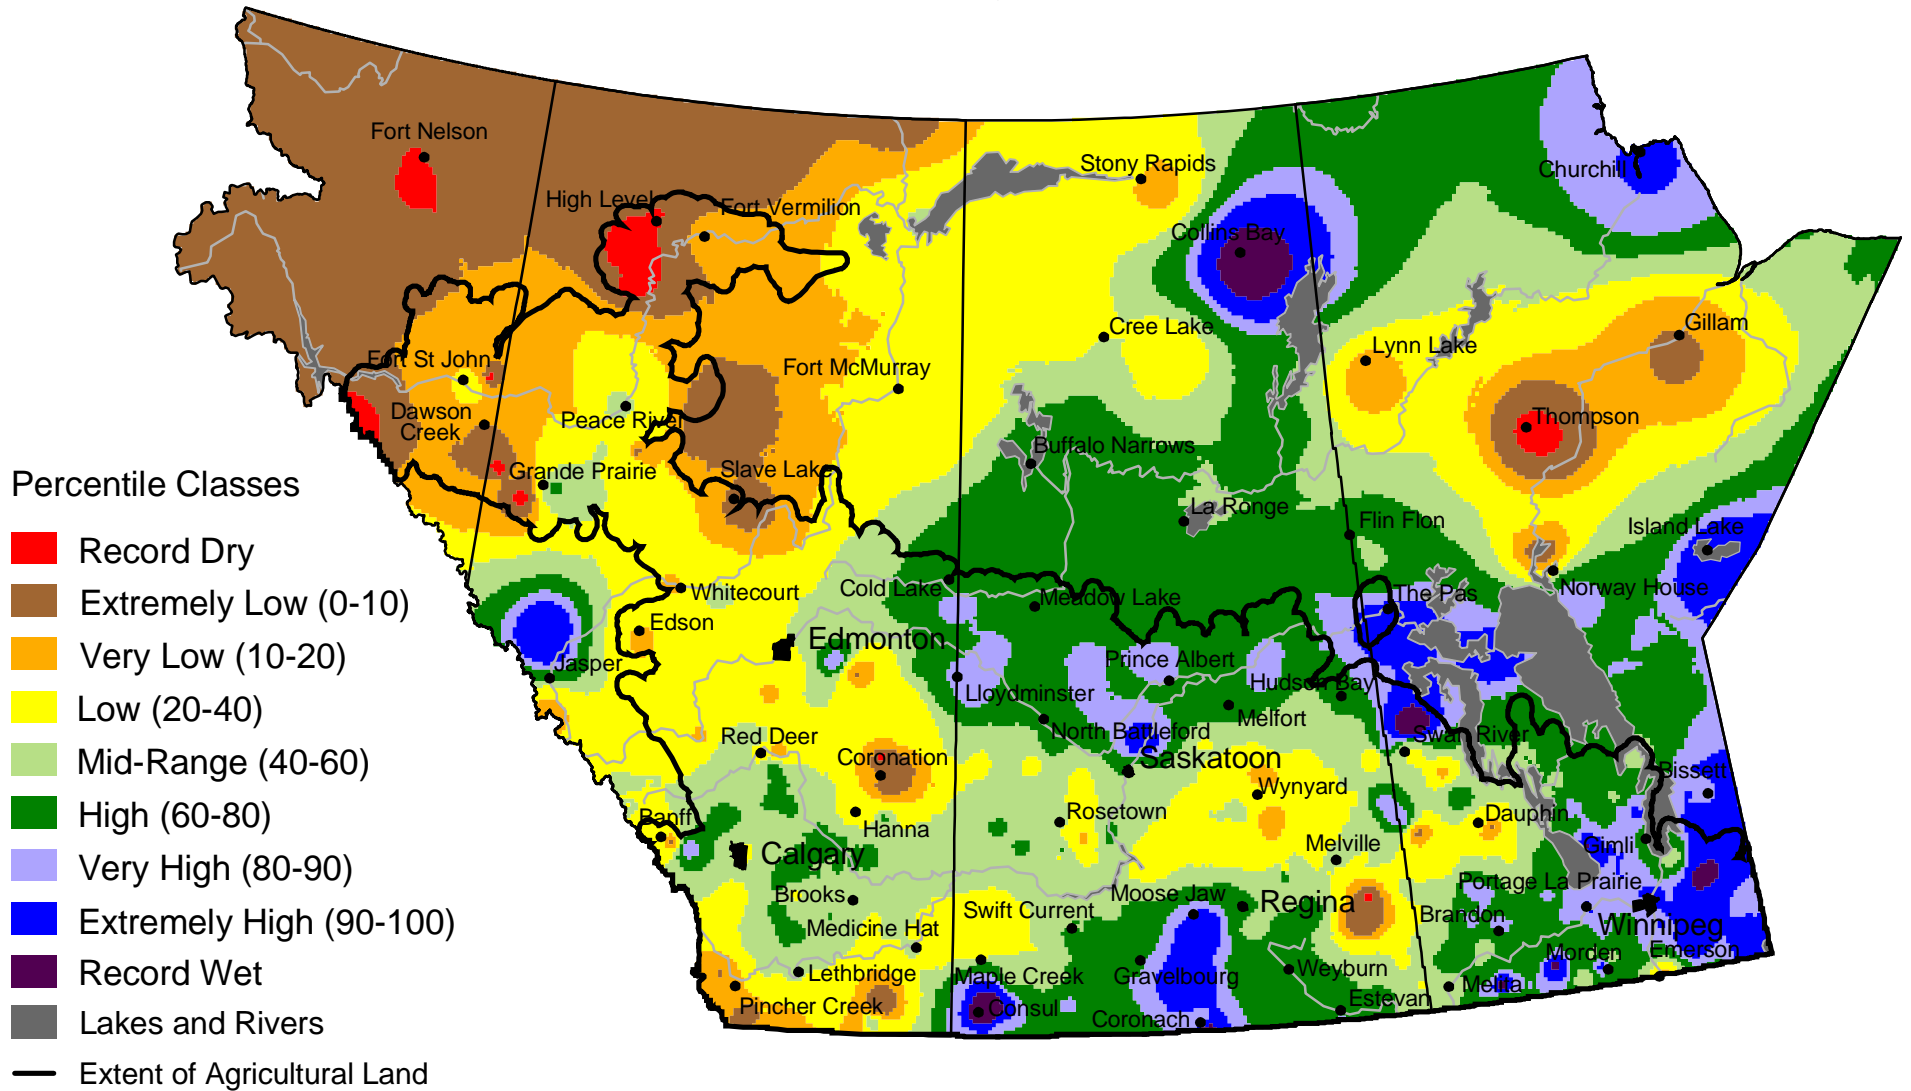 Fort Nelson
Churchill
Stony Rapids
High Level
Fort Vermilion
Collins Bay
Gillam
Cree Lake
Lynn Lake
Fort St John
Fort McMurray
Dawson
Creek
Peace River
Thompson
Buffalo Narrows
Grande Prairie
Slave Lake
La Ronge
Flin Flon
Island Lake
Whitecourt
Cold Lake
Meadow Lake
The Pas
Norway House
Edson
Edmonton
Jasper
Prince Albert
Lloydminster
Hudson Bay
Melfort
North Battleford
Swan River
Red Deer
Coronation
Saskatoon
Bissett
Wynyard
Banff
Hanna
Rosetown
Dauphin
Calgary
Melville
Gimli
Brooks
Moose Jaw
Regina
Portage La Prairie
Swift Current
Brandon
Medicine Hat
Winnipeg
Lethbridge
Maple Creek
Gravelbourg
Weyburn
Morden
Emerson
Pincher Creek
Consul
Coronach
Estevan
Melita
Percentile Classes
Record Dry
Extremely Low (0-10)
Very Low (10-20)
Low (20-40)
Mid-Range (40-60)
High (60-80)
Very High (80-90)
Extremely High (90-100)
Record Wet
Lakes and Rivers
Extent of Agricultural Land